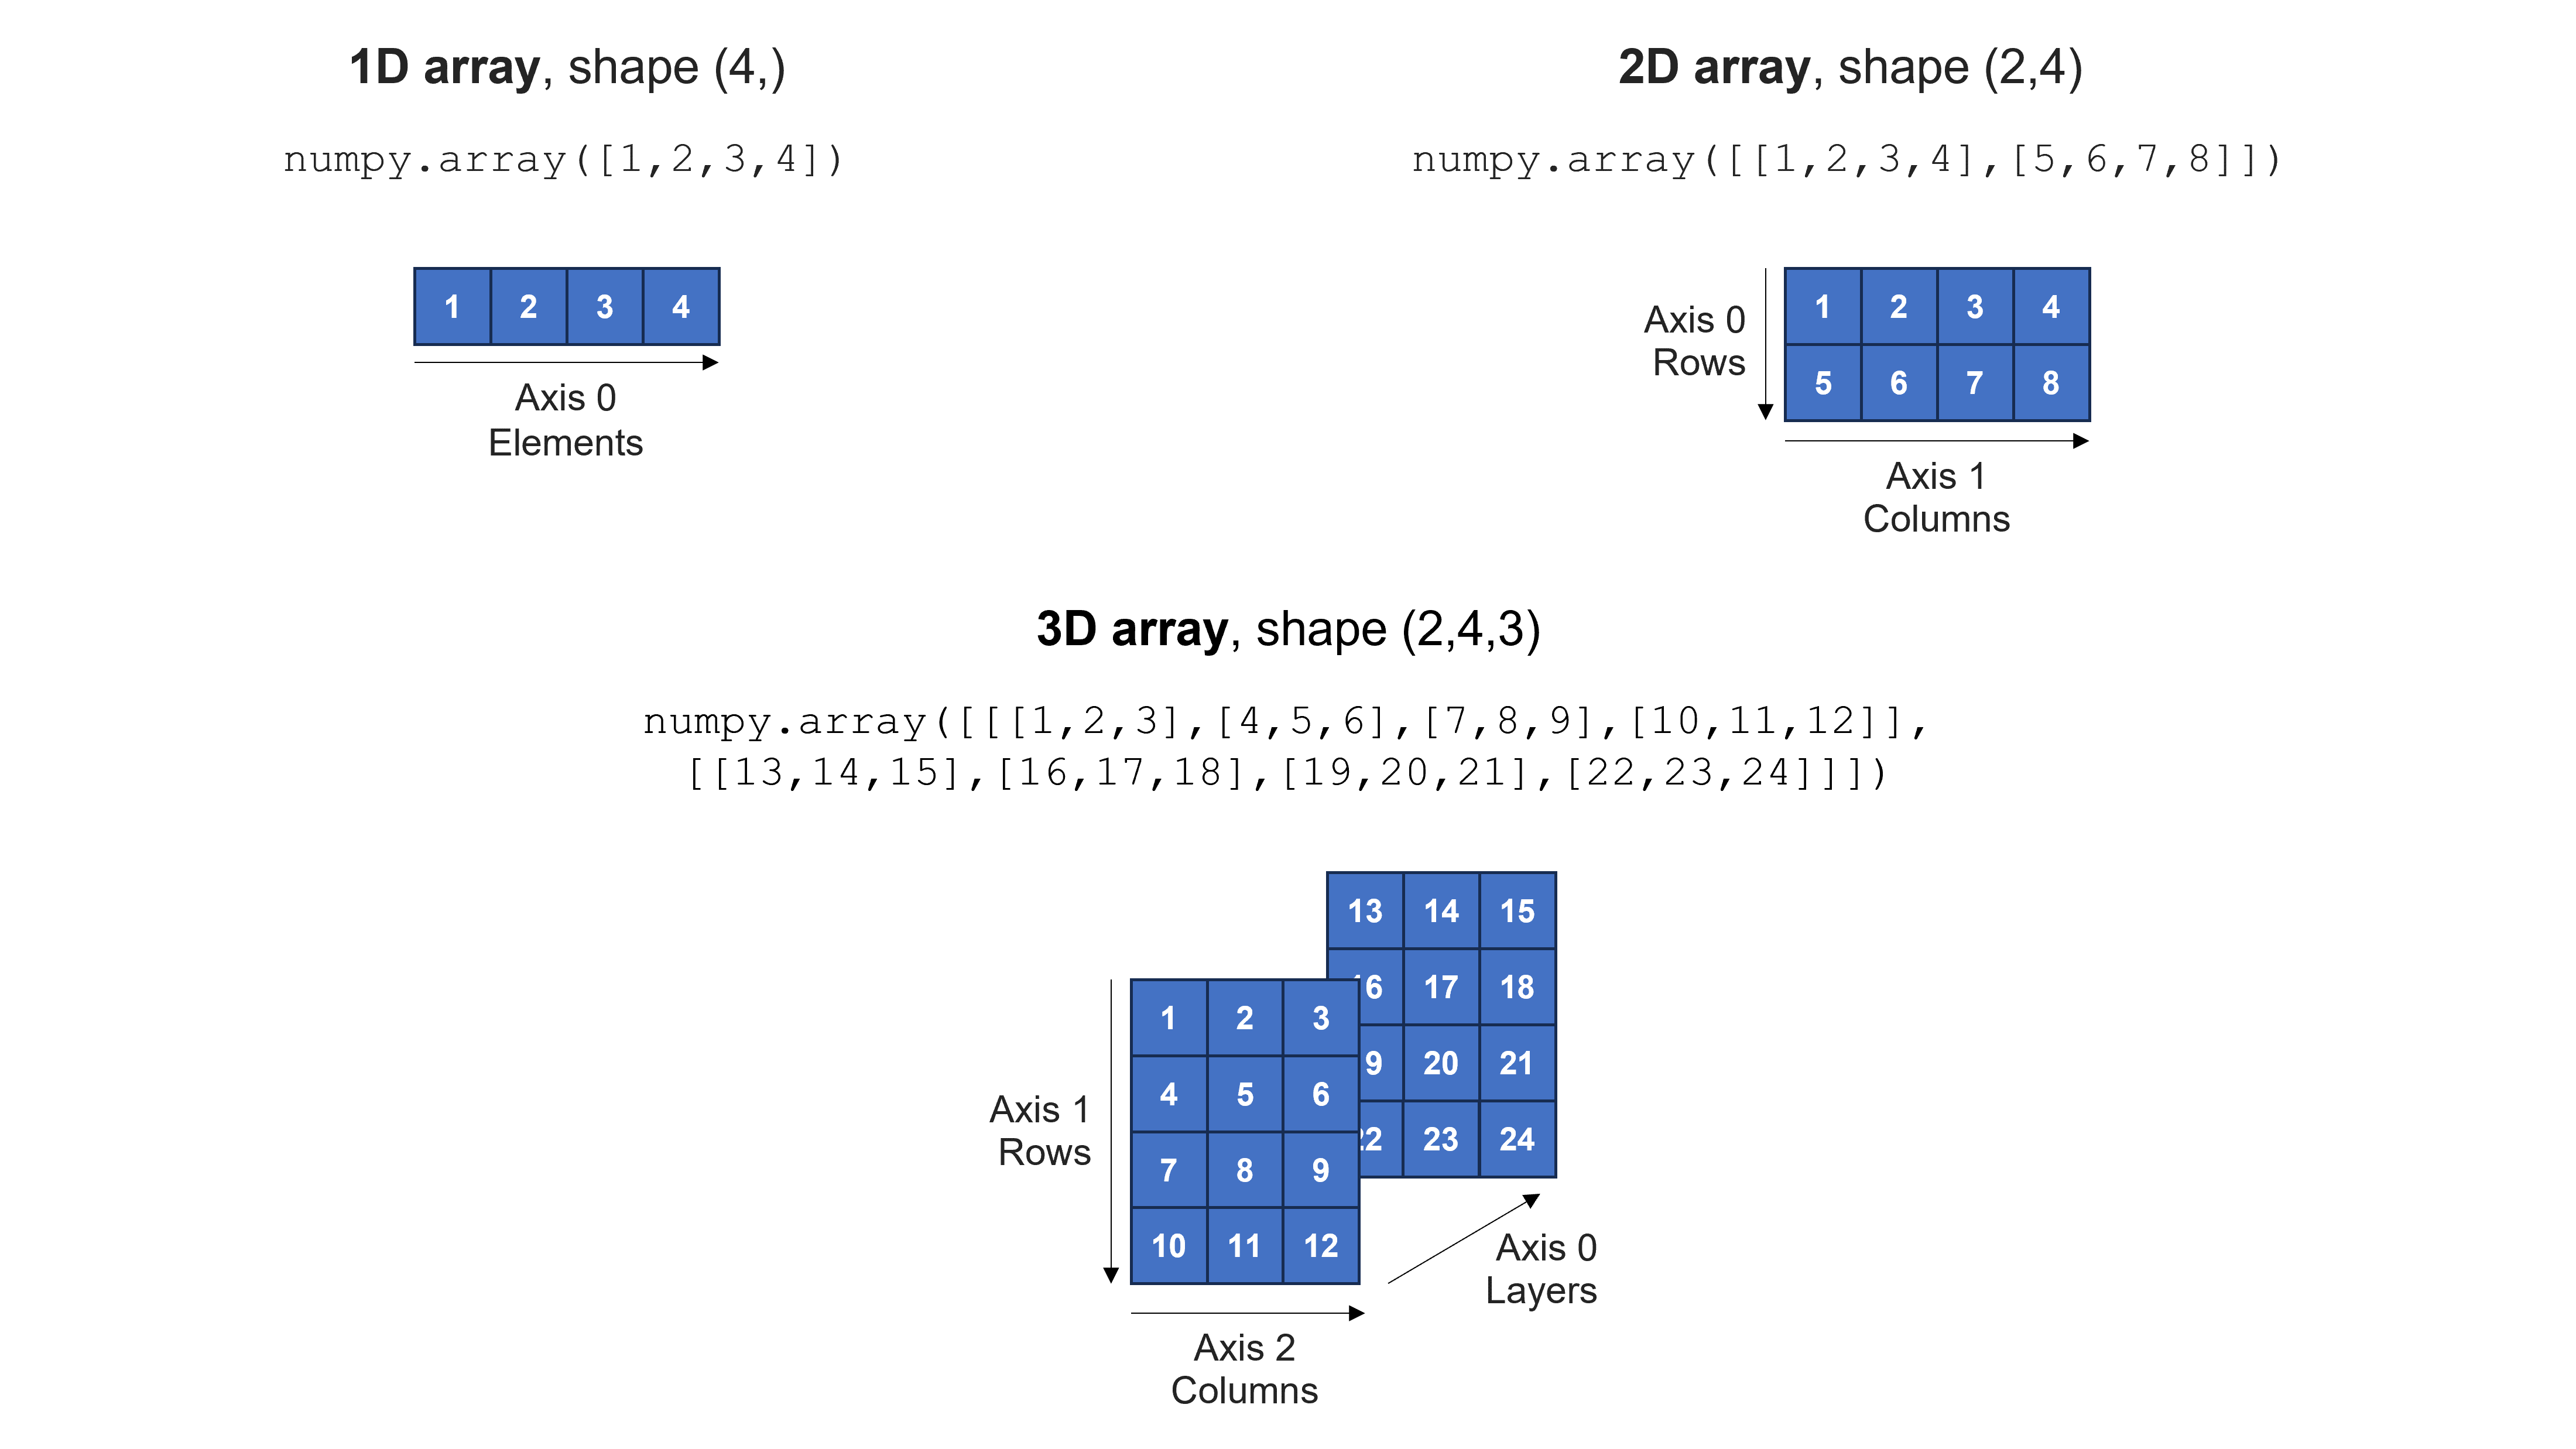 1D array, shape (4,)
numpy.array([1,2,3,4])
1 2 3 4
Axis 0
Elements
2D array, shape (2,4)
numpy.array([[1,2,3,4],[5,6,7,8]])
Axis 0
Rows
1 2 3 4
5 6 7 8
Axis 1
Columns
3D array, shape (2,4,3)
numpy.array([[[1,2,3],[4,5,6],[7,8,9],[10,11,12]],
[[13,14,15],[16,17,18],[19,20,21],[22,23,24]]])
13 14 15
16 17 18
19 20 21
22 23 24
Axis 1
Rows
1 2 3
4 5 6
7 8 9
10 11 12
Axis 0
Layers
Axis 2
Columns